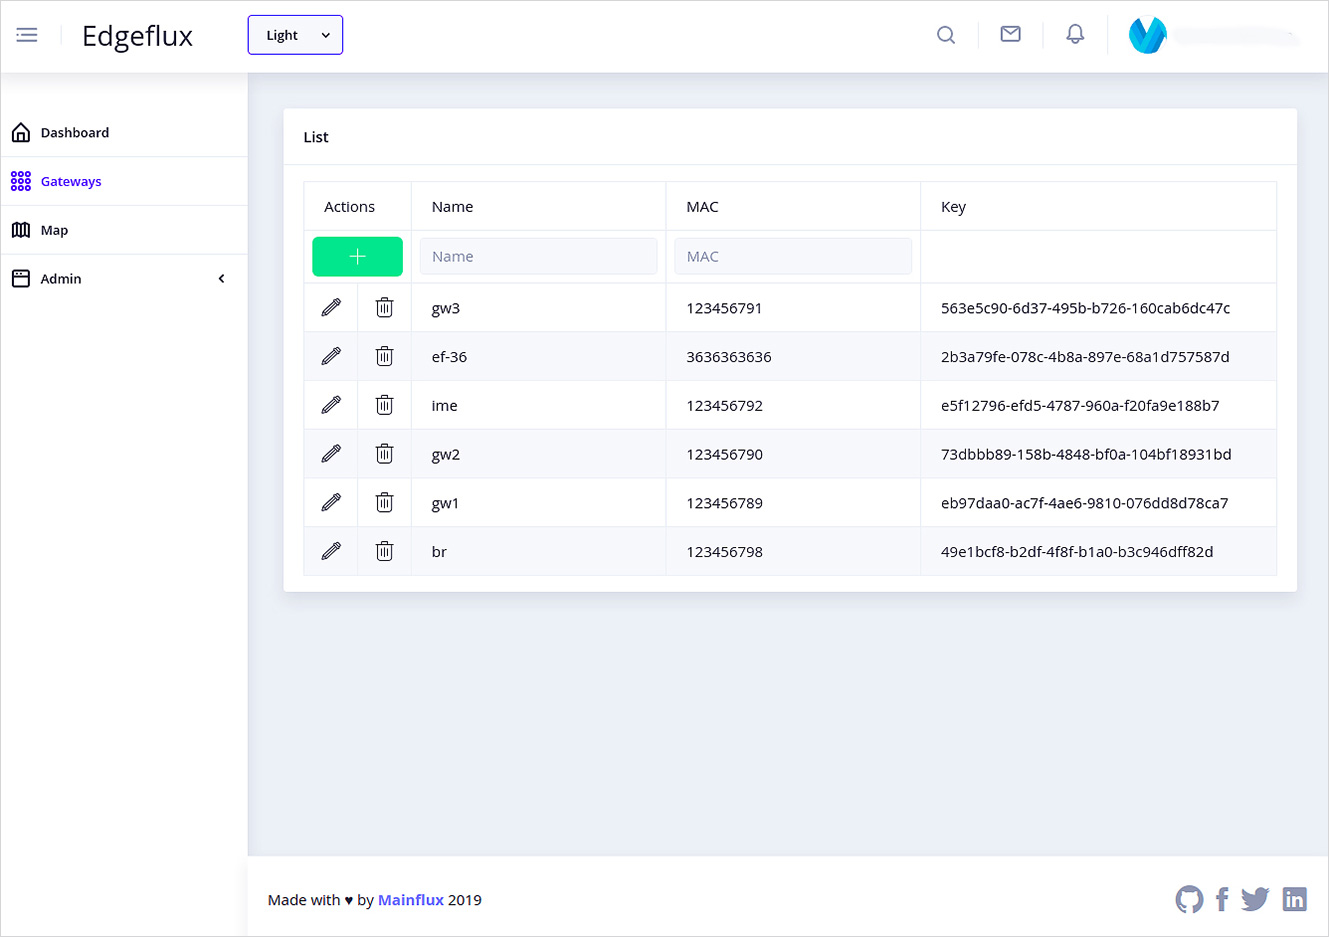 Edgeflux
Light
Dashboard
Gateways
Map
Admin
List
Actions Name MAC Key
Name MAC
gw3 123456791 563e5c90-6d37-495b-b726-160cab6dc47c
ef-36 3636363636 2b3a79fe-078c-4b8a-897e-68a1d757587d
ime 123456792 e5f12796-efd5-4787-960a-f20fa9e188b7
gw2 123456790 73dbbb89-158b-4848-bf0a-104bf18931bd
gw1 123456789 eb97daa0-ac7f-4ae6-9810-076dd8d78ca7
br 123456798 49e1bcf8-b2df-4f8f-b1a0-b3c946dff82d
Made with ♥ by Mainflux 2019